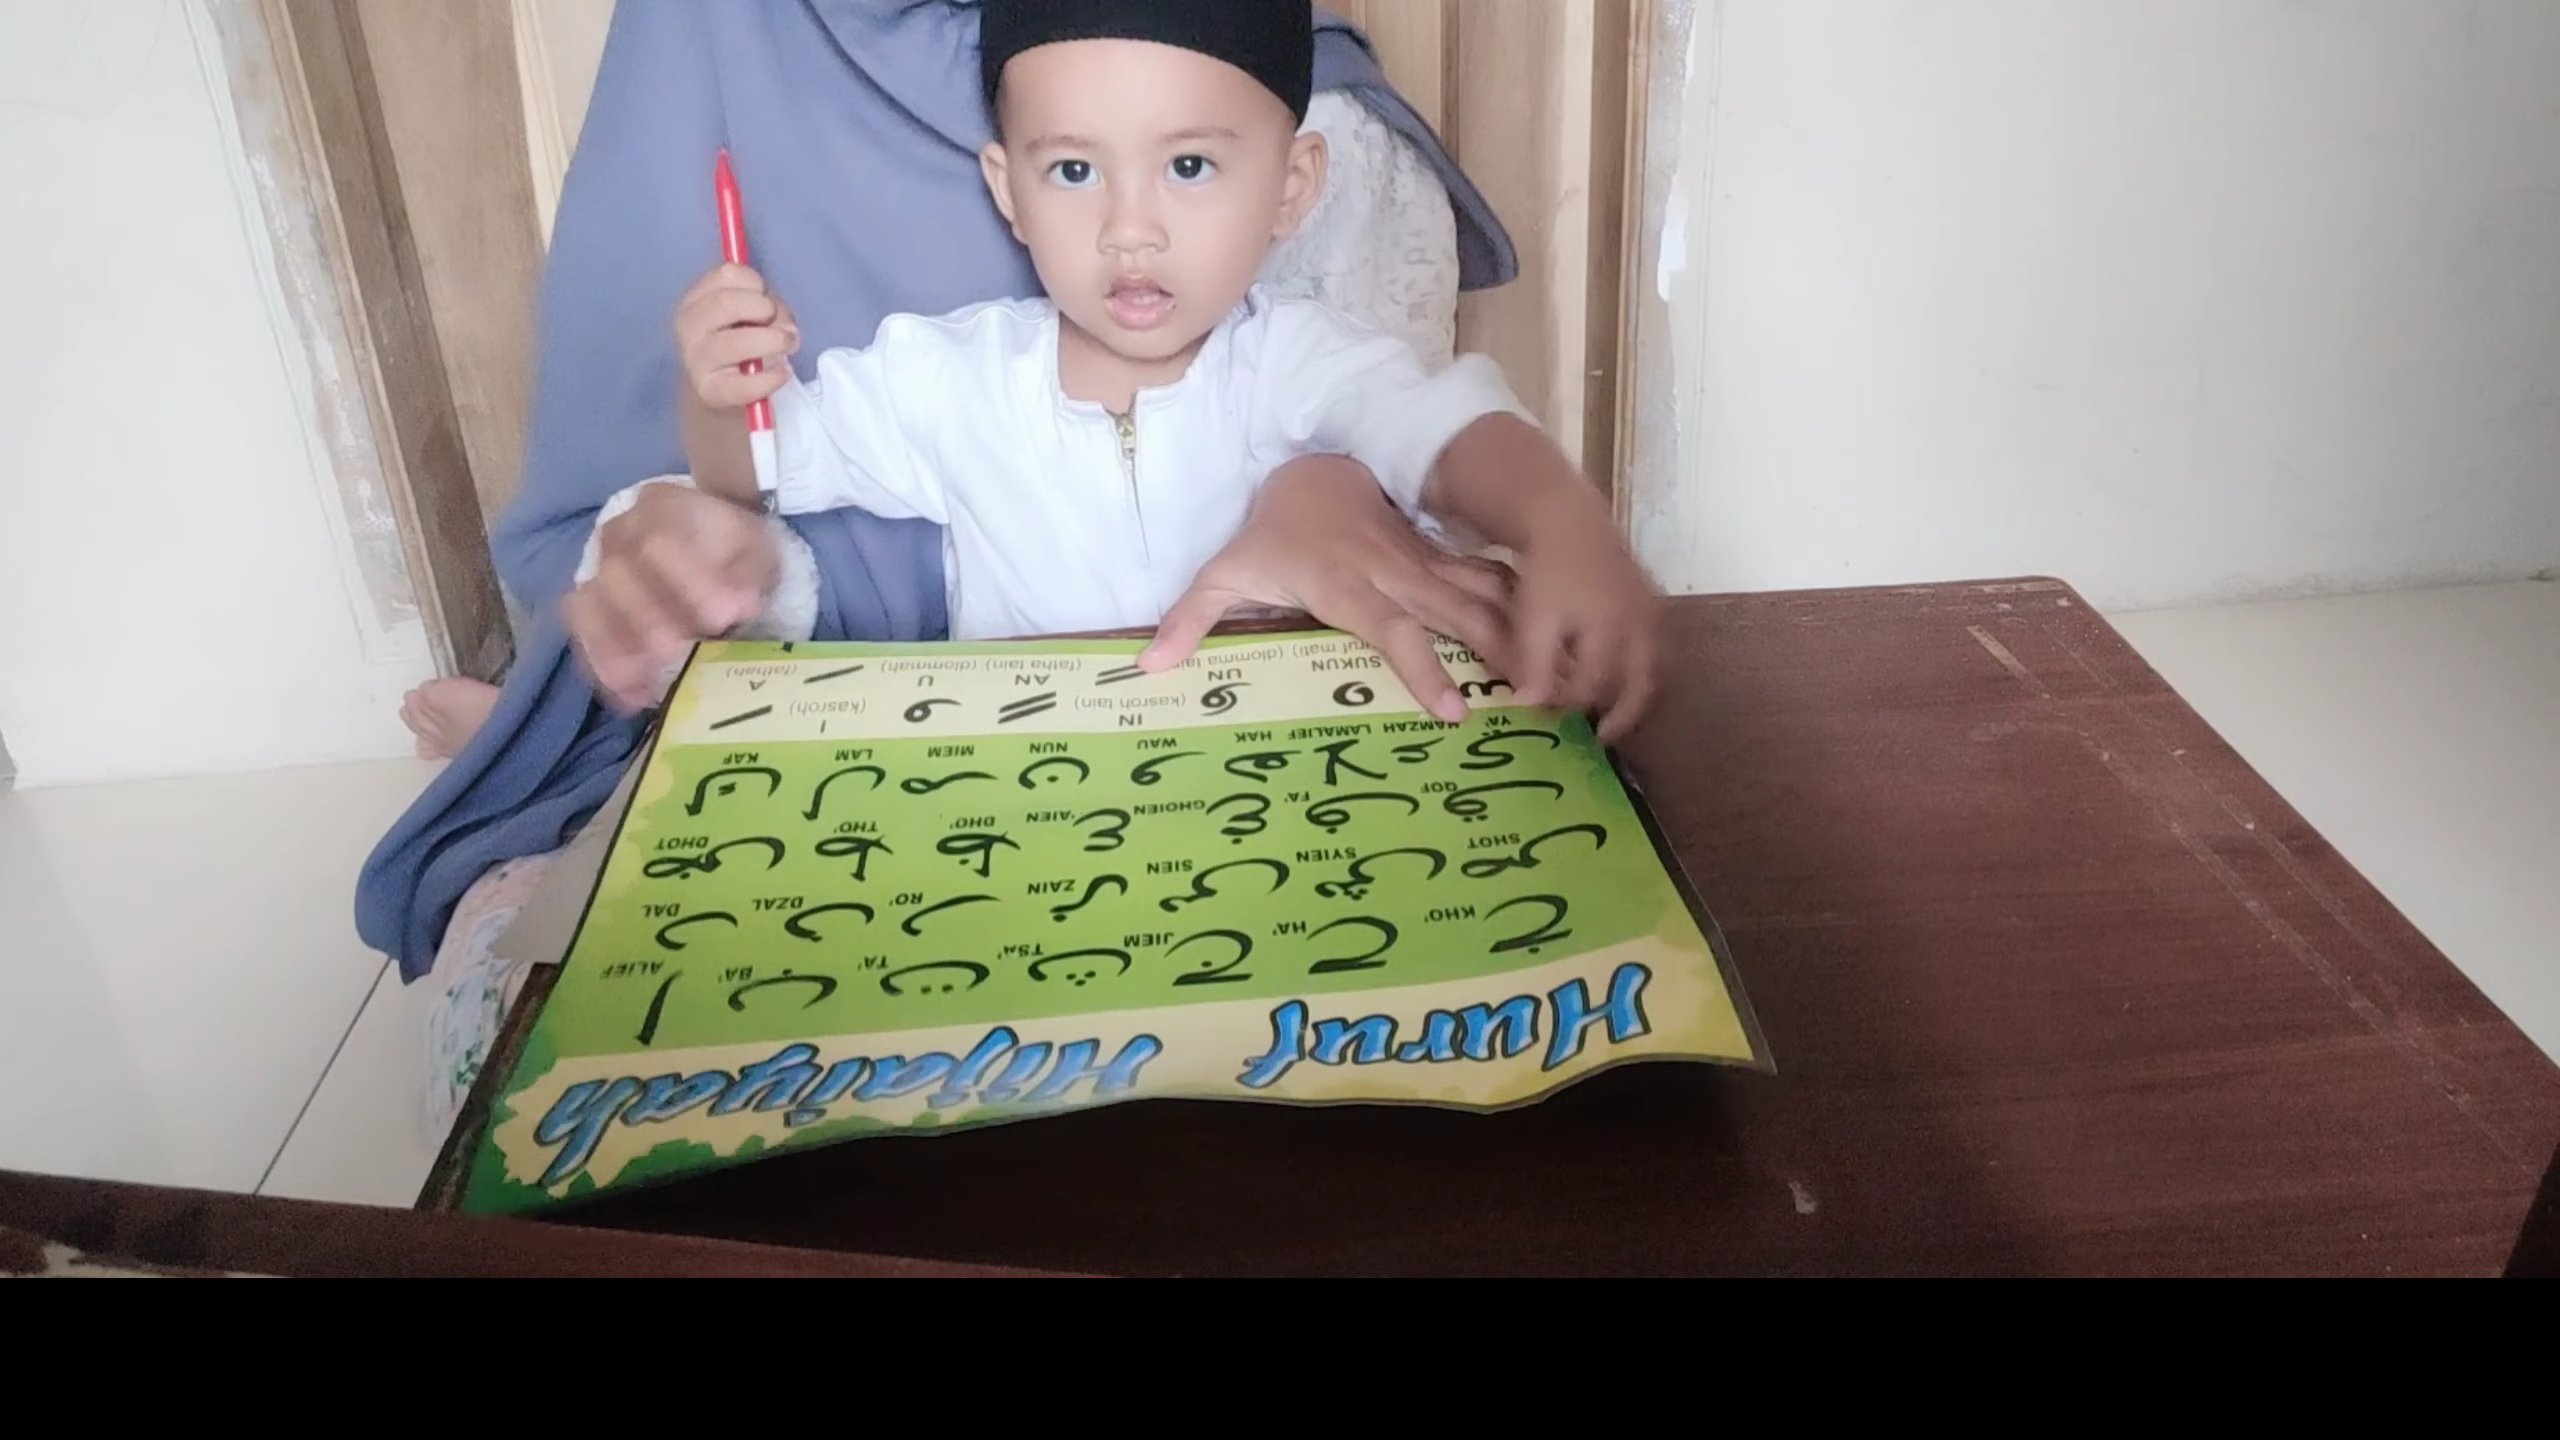 Huruf Hijaiyah
خ ح ج ث ت ب ا
KHO' HA' JIEM TSA' TA' BA' ALIEF
ص ش س ز ر ذ د
SHOT SYIEN SIEN ZAIN RO' DZAL DAL
ق ف غ ع ظ ط ض
QOF FA' GHOIEN 'AIEN DHO' THO' DHOT
ي ء لا ه و ن م ل ك
YA' HAMZAH LAMALIEF HAK WAU NUN MIEM LAM KAF
IN (kasroh tain) I (kasroh)
SUKUN UN AN U A
mati) (dlomma (fatha tain) (dlommah) (fathah)